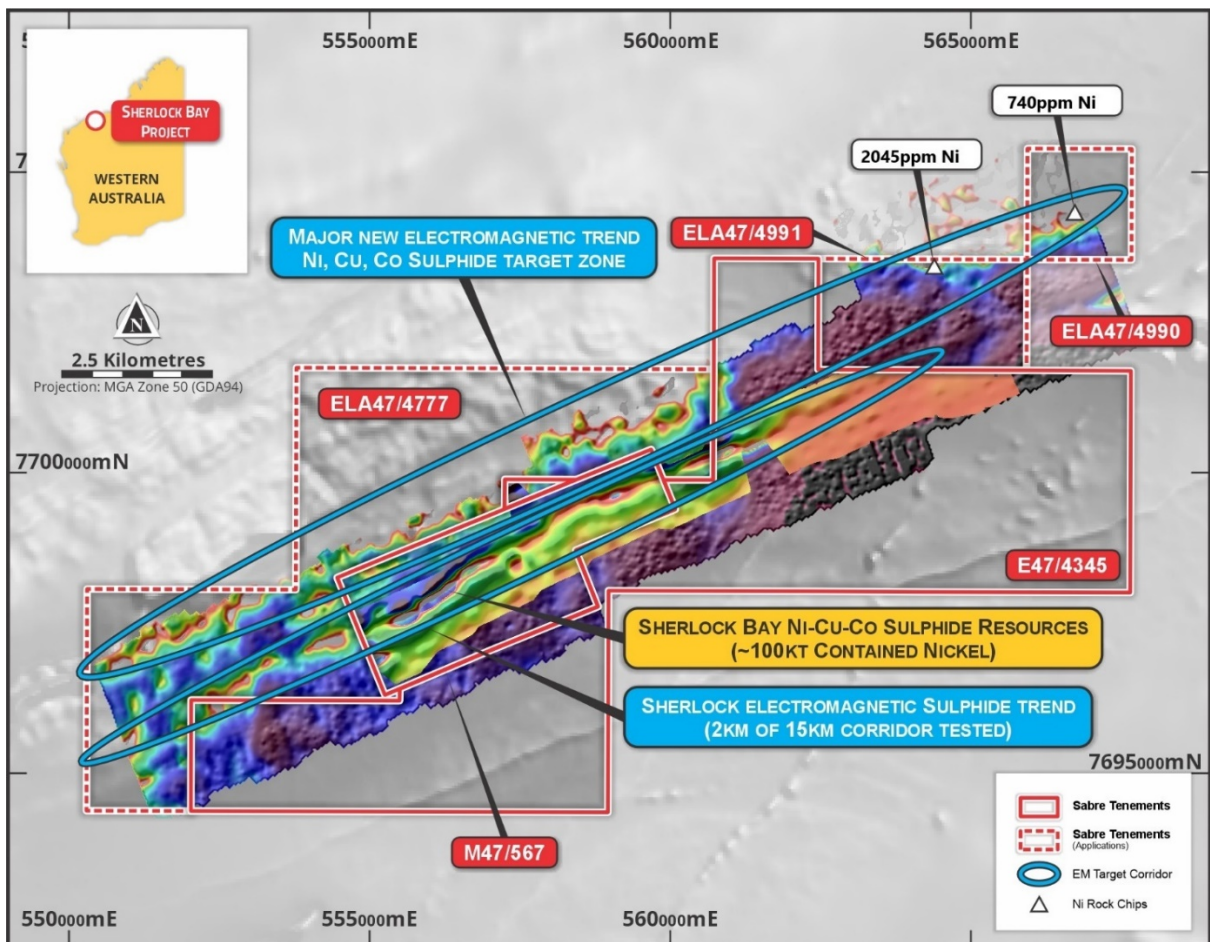 555000mE
560000mE
565000mE
SHERLOCK BAY
PROJECT
WESTERN
AUSTRALIA
740ppm Ni
2045ppm Ni
ELA47/4991
MAJOR NEW ELECTROMAGNETIC TREND
NI, CU, CO SULPHIDE TARGET ZONE
N
2.5 Kilometres
Projection: MGA Zone 50 (GDA94)
ELA47/4990
ELA47/4777
7700000mN
E47/4345
SHERLOCK BAY NI-CU-CO SULPHIDE RESOURCES
(~100KT CONTAINED NICKEL)
SHERLOCK ELECTROMAGNETIC SULPHIDE TREND
(2KM OF 15KM CORRIDOR TESTED)
7695000mN
M47/567
Sabre Tenements
Sabre Tenements
(Applications)
EM Target Corridor
Ni Rock Chips
550000mE
555000mE
560000mE